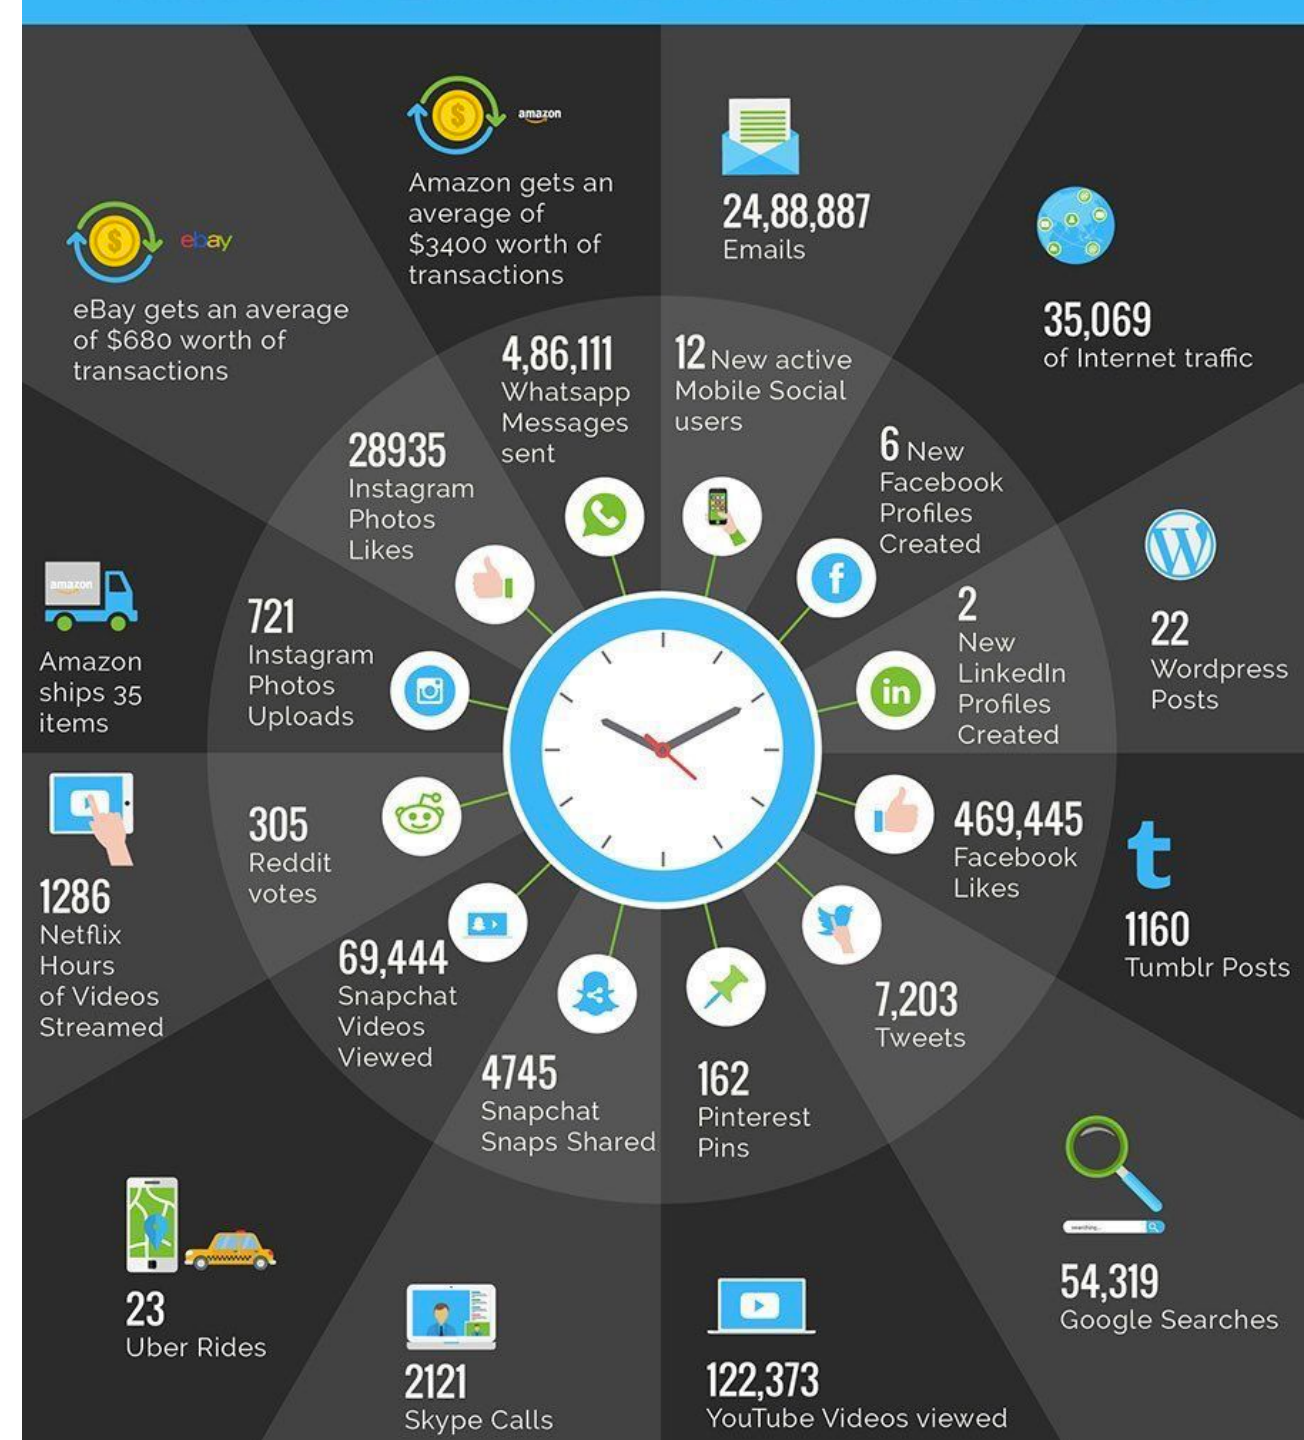 amazon
Amazon gets an
average of
$3400 worth of
transactions
24,88,887
Emails
ebay
eBay gets an average
of $680 worth of
transactions
35,069
of Internet traffic
4,86,111
Whatsapp
Messages
sent
12 New active
Mobile Social
users
28935
Instagram
Photos
Likes
6 New
Facebook
Profiles
Created
f
amazon
Amazon
ships 35
items
721
Instagram
Photos
Uploads
2
New
LinkedIn
Profiles
Created
in
W
22
Wordpress
Posts
1286
Netflix
Hours
of Videos
Streamed
305
Reddit
votes
469,445
Facebook
Likes
t
1160
Tumblr Posts
69,444
Snapchat
Videos
Viewed
4745
Snapchat
Snaps Shared
162
Pinterest
Pins
7,203
Tweets
23
Uber Rides
2121
Skype Calls
122,373
YouTube Videos viewed
searching...
54,319
Google Searches